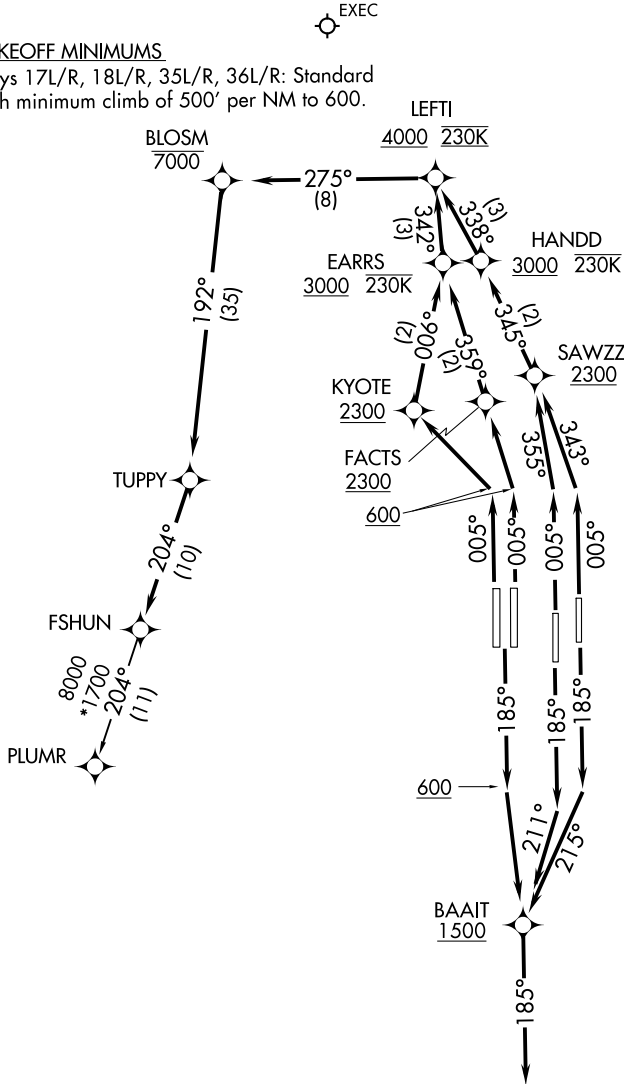 EXEC
KEOFF MINIMUMS
ys 17L/R, 18L/R, 35L/R, 36L/R: Standard
h minimum climb of 500' per NM to 600.
LEFTI
4000 230K
BLOSM
7000
275°
(8)
342°
(3)
338°
(3)
HANDD
3000 230K
EARRS
3000 230K
192°
(35)
006°
(2)
359°
(2)
345°
(2)
SAWZZ
2300
KYOTE
2300
FACTS
2300
355°
343°
TUPPY
600
005°
005°
005°
005°
204°
(10)
FSHUN
8000
*1700
204°
(11)
PLUMR
185°
185°
185°
600
211°
215°
BAAIT
1500
185°